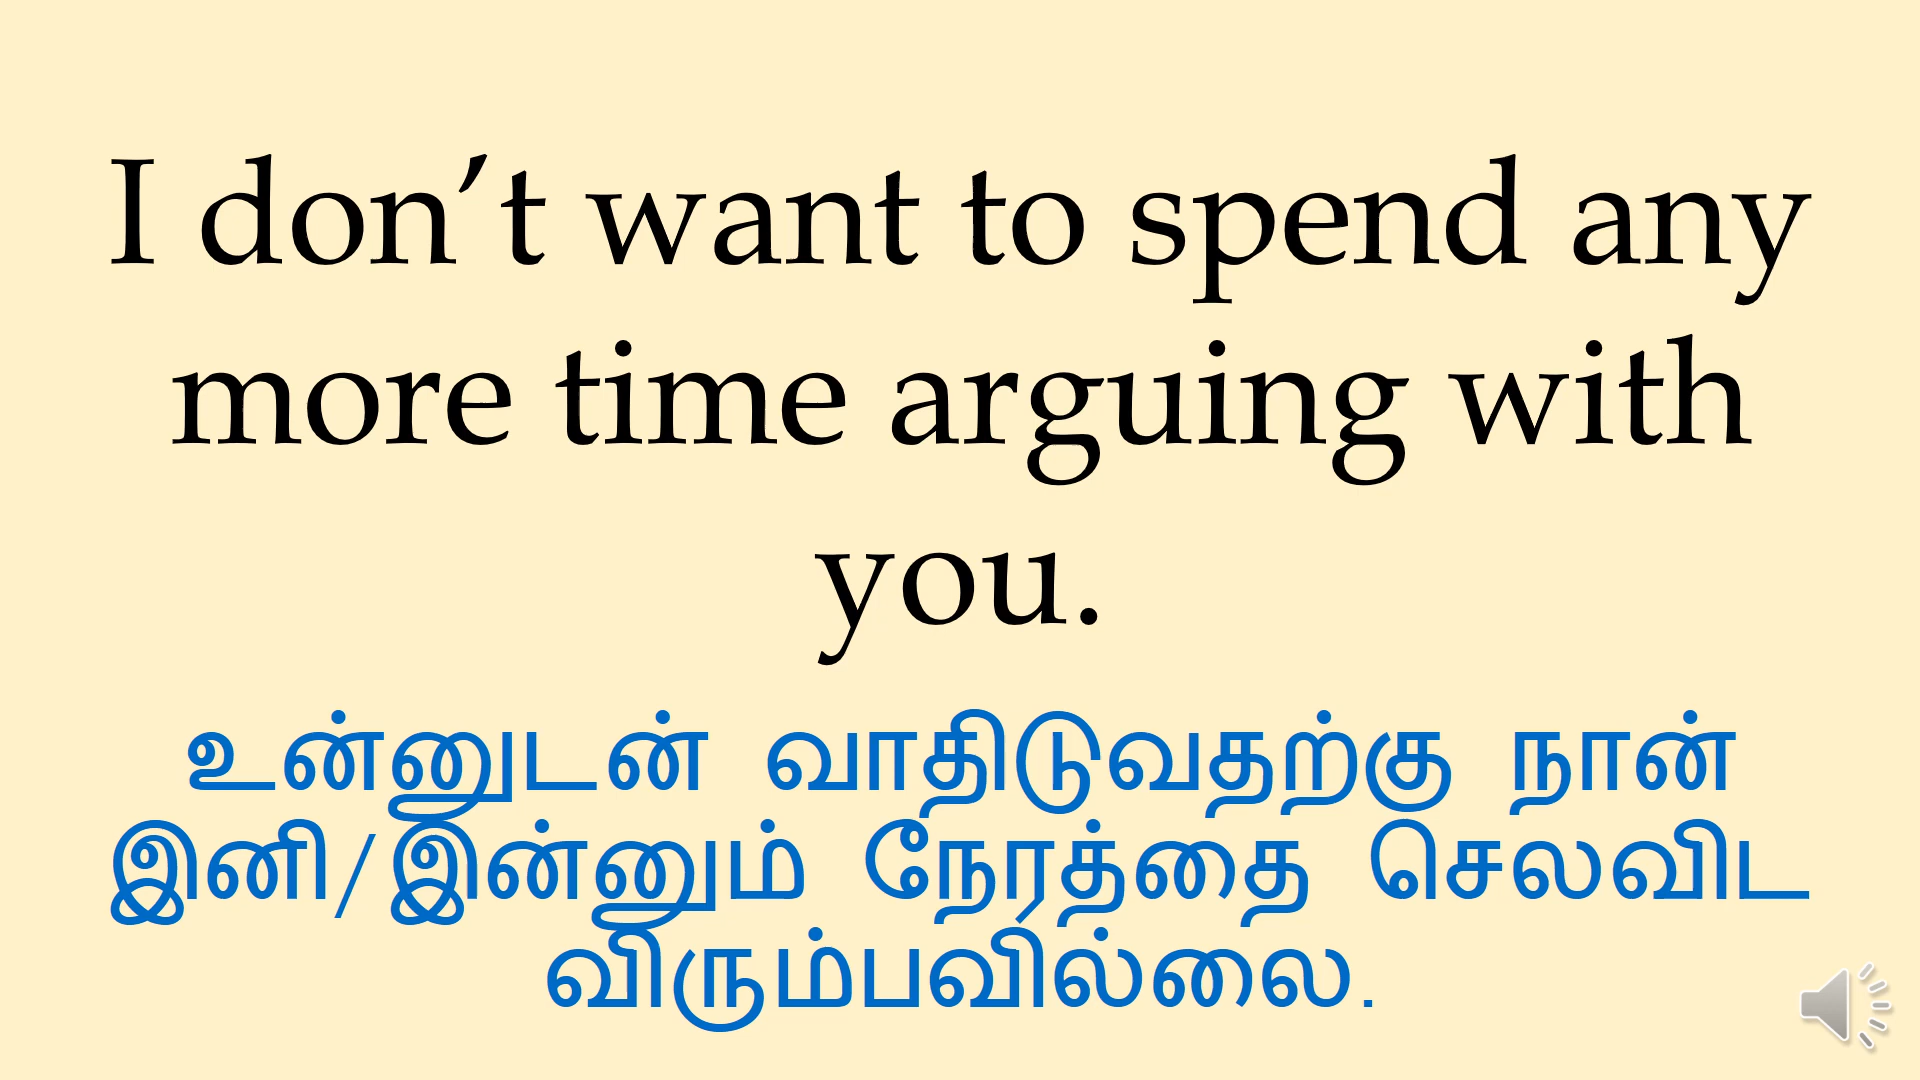 I don’t want to spend any
more time arguing with
you.
உன்னுடன் வாதிடுவதற்கு நான்
இனி/இன்னும் நேரத்தை செலவிட
விரும்பவில்லை.